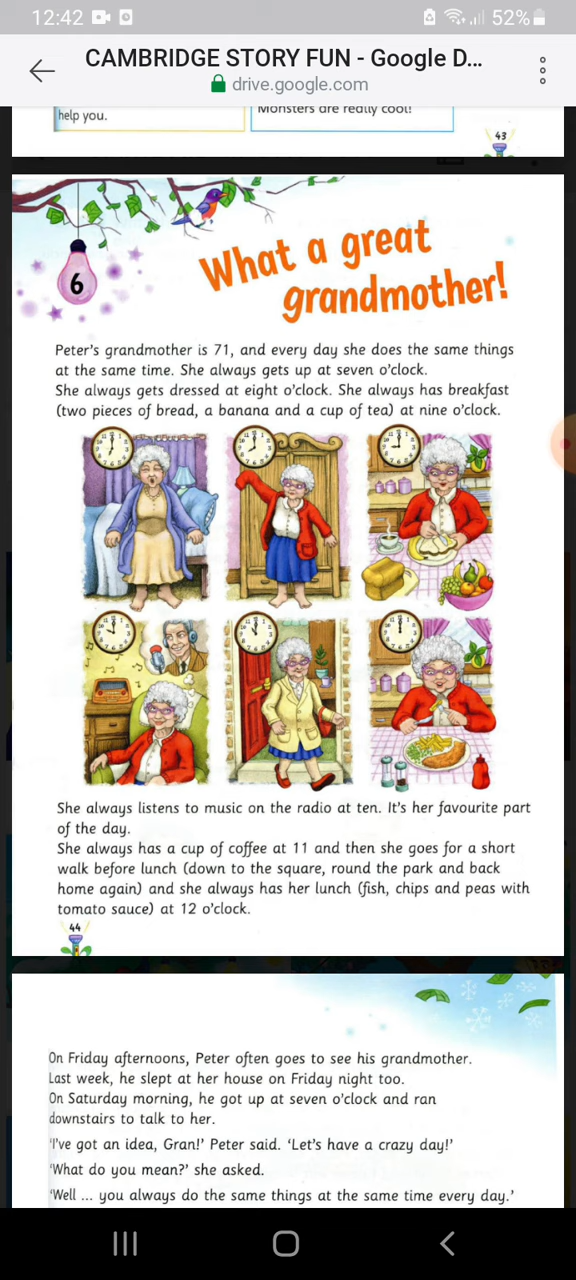 12:42
52%
CAMBRIDGE STORY FUN - Google D...
drive.google.com
help you.
Monsters are really cool!
43
6
What a great
grandmother!
Peter's grandmother is 71, and every day she does the same things
at the same time. She always gets up at seven o'clock.
She always gets dressed at eight o'clock. She always has breakfast
(two pieces of bread, a banana and a cup of tea) at nine o'clock.
She always listens to music on the radio at ten. It's her favourite part
of the day.
She always has a cup of coffee at 11 and then she goes for a short
walk before lunch (down to the square, round the park and back
home again) and she always has her lunch (fish, chips and peas with
tomato sauce) at 12 o'clock.
44
On Friday afternoons, Peter often goes to see his grandmother.
Last week, he slept at her house on Friday night too.
On Saturday morning, he got up at seven o'clock and ran
downstairs to talk to her.
'I've got an idea, Gran!' Peter said. 'Let's have a crazy day!'
'What do you mean?' she asked.
'Well ... you always do the same things at the same time every day.'